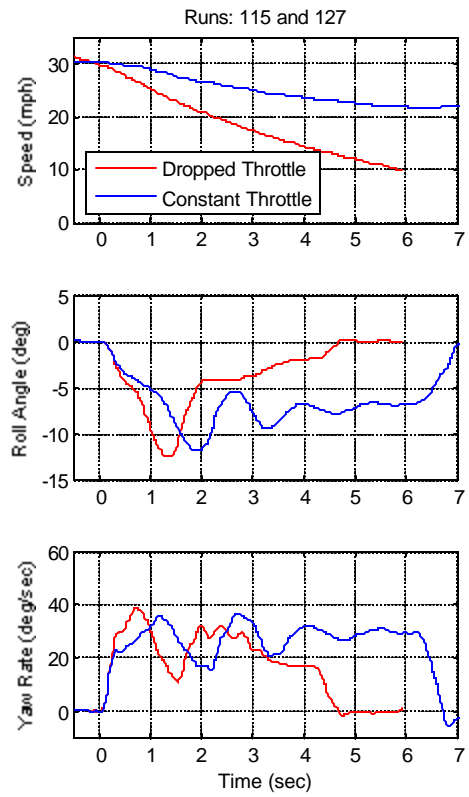 Runs: 115 and 127
Speed (mph)
30
20
10
0
Dropped Throttle
Constant Throttle
0 1 2 3 4 5 6 7
Roll Angle (deg)
5
0
-5
-10
-15
0 1 2 3 4 5 6 7
Yaw Rate (deg/sec)
60
40
20
0
0 1 2 3 4 5 6 7
Time (sec)